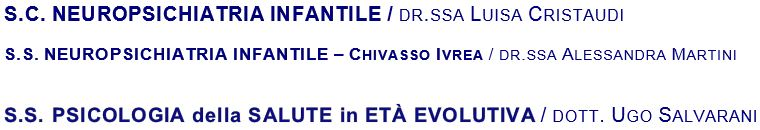 S.C. NEUROPSICHIATRIA INFANTILE / DR.SSA LUISA CRISTAUDI
S.S. NEUROPSICHIATRIA INFANTILE – CHIVASSO IVREA / DR.SSA ALESSANDRA MARTINI
S.S. PSICOLOGIA della SALUTE in ETÀ EVOLUTIVA / DOTT. UGO SALVARANI